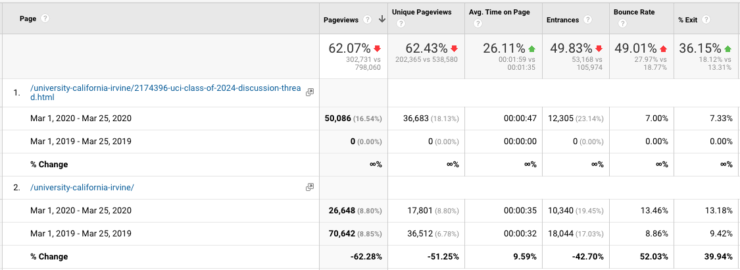 Page Pageviews Unique Pageviews Avg. Time on Page Entrances Bounce Rate % Exit
62.07% 62.43% 26.11% 49.83% 49.01% 36.15%
302,731 vs 798,060 202,365 vs 538,580 00:01:59 vs 00:01:35 53,168 vs 105,974 27.97% vs 18.77% 18.12% vs 13.31%
1. /university-california-irvine/2174396-uci-class-of-2024-discussion-threa
d.html
Mar 1, 2020 - Mar 25, 2020 50,086 (16.54%) 36,683 (18.13%) 00:00:47 12,305 (23.14%) 7.00% 7.33%
Mar 1, 2019 - Mar 25, 2019 0 (0.00%) 0 (0.00%) 00:00:00 0 (0.00%) 0.00% 0.00%
% Change ∞% ∞% ∞% ∞% ∞% ∞%
2. /university-california-irvine/
Mar 1, 2020 - Mar 25, 2020 26,648 (8.80%) 17,801 (8.80%) 00:00:35 10,340 (19.45%) 13.46% 13.18%
Mar 1, 2019 - Mar 25, 2019 70,642 (8.85%) 36,512 (6.78%) 00:00:32 18,044 (17.03%) 8.86% 9.42%
% Change -62.28% -51.25% 9.59% -42.70% 52.03% 39.94%